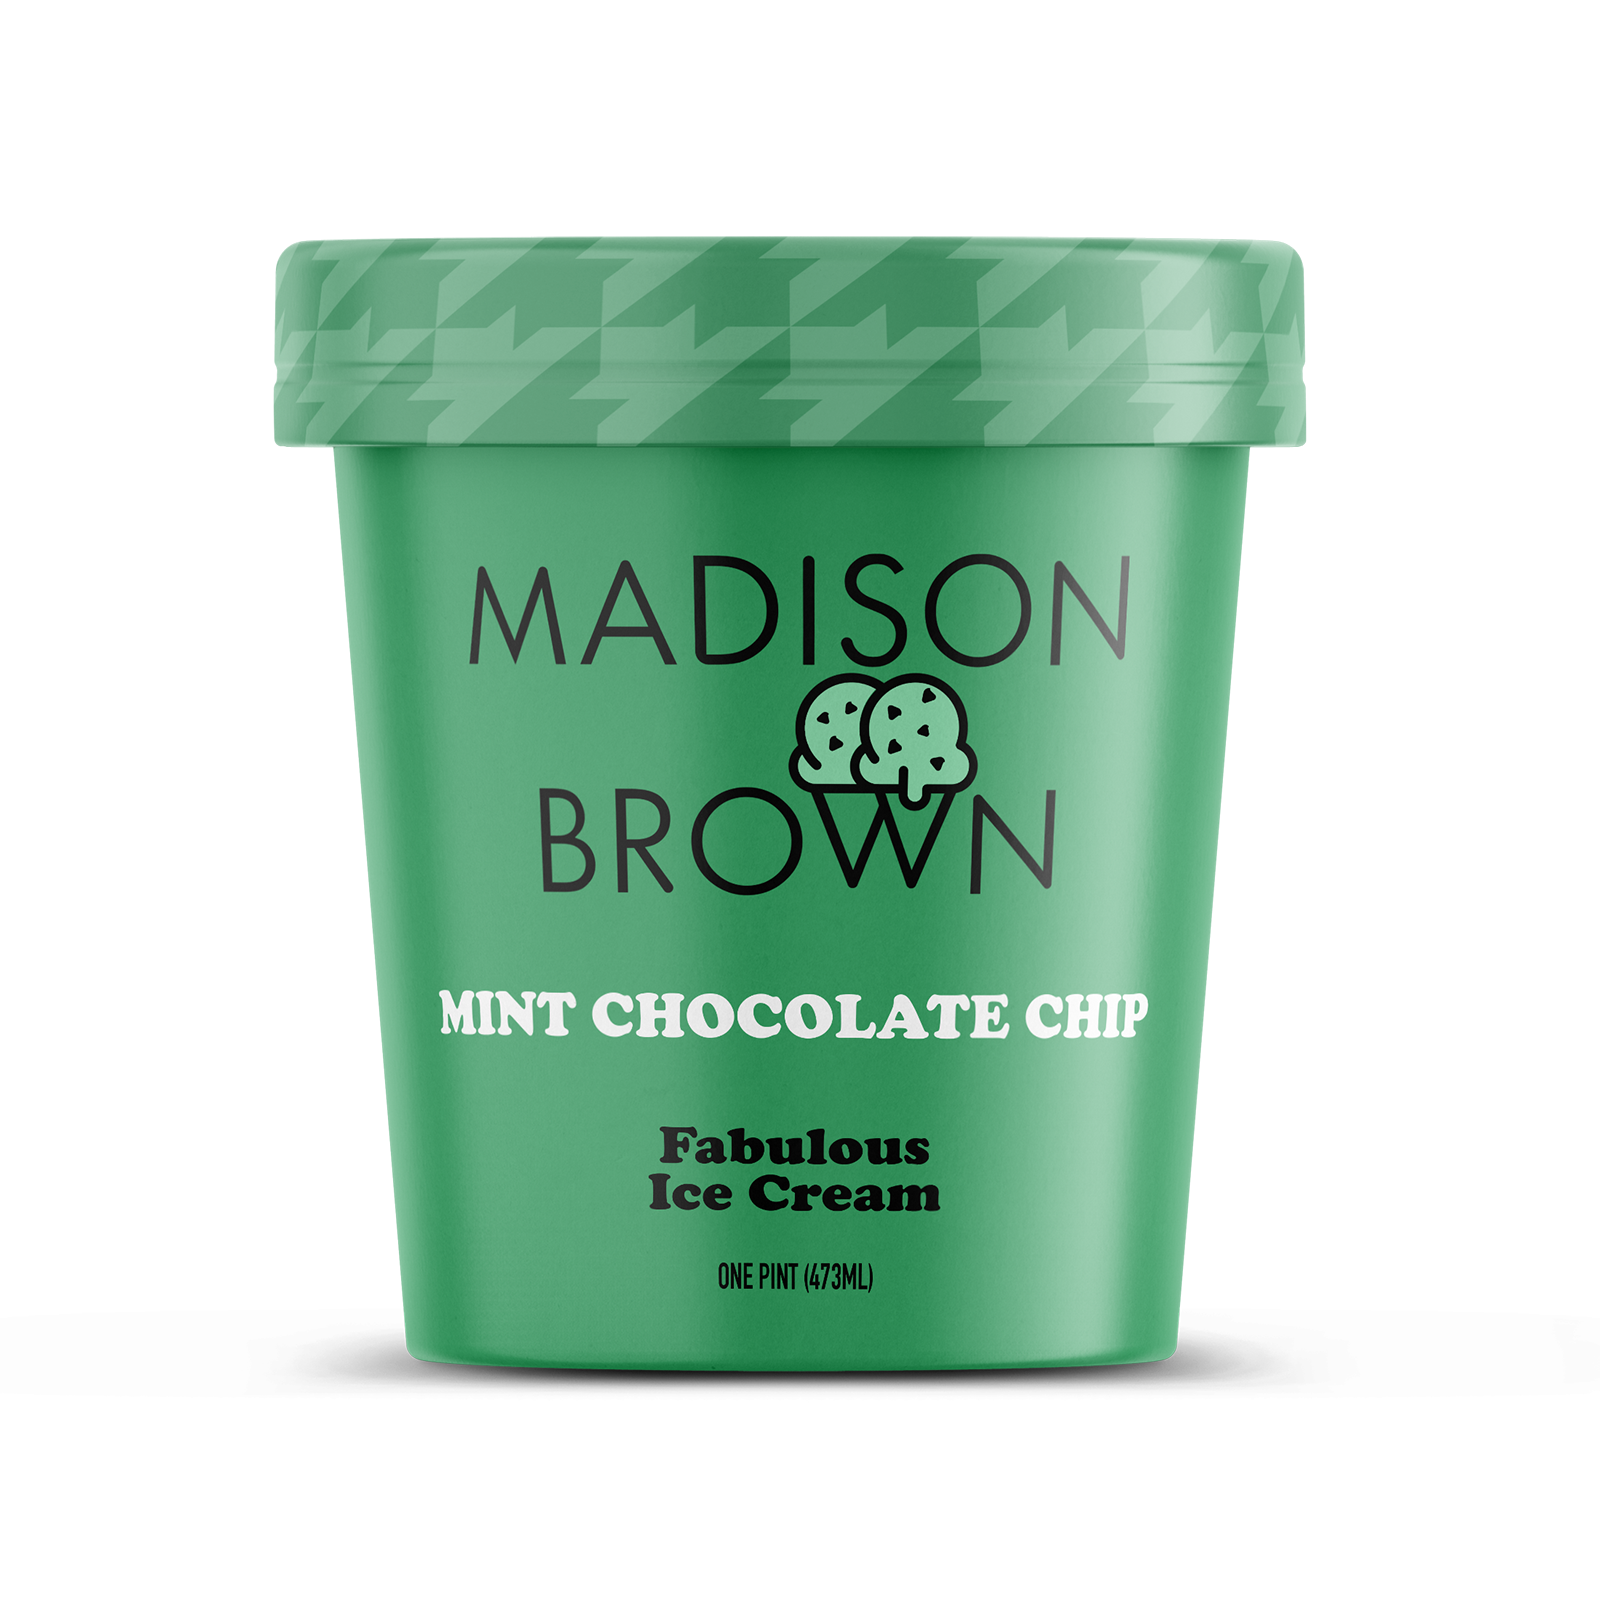 MADISON
BROWN
MINT CHOCOLATE CHIP
Fabulous
Ice Cream
ONE PINT (473ML)